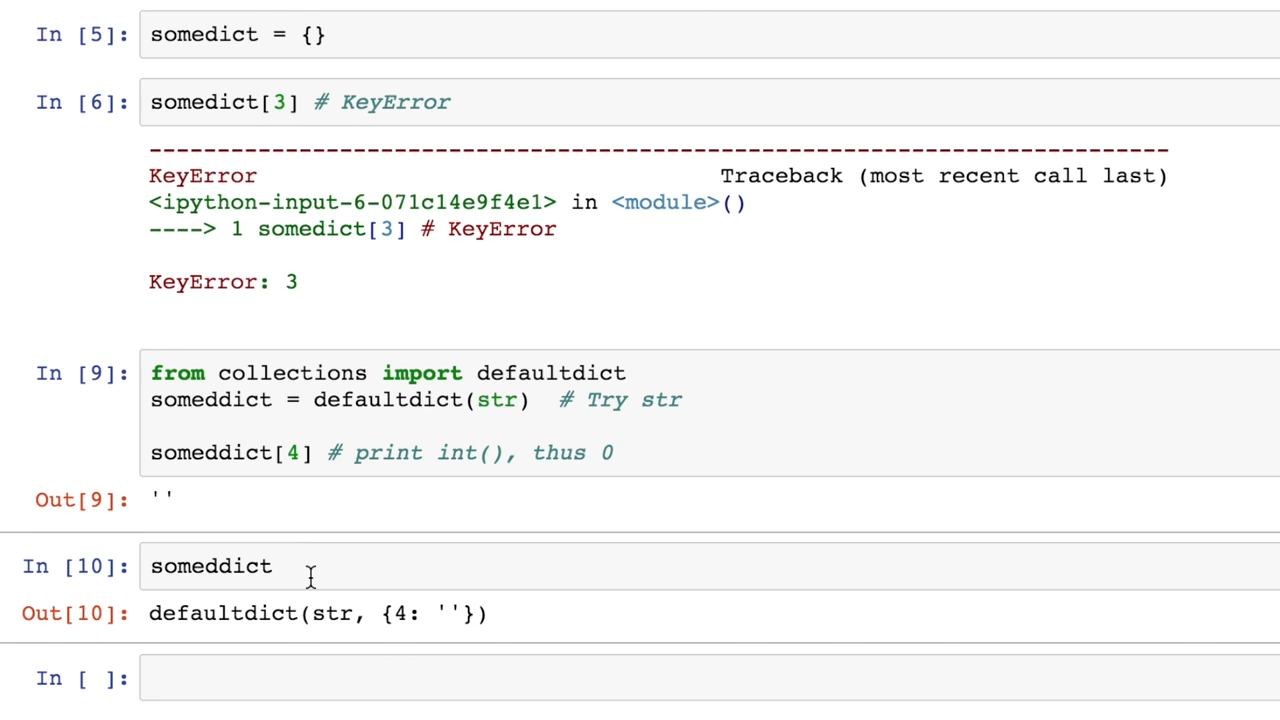 In [5]: somedict = {}
In [6]: somedict[3] # KeyError
---------------------------------------------------------------------------
KeyError                                  Traceback (most recent call last)
<ipython-input-6-071c14e9f4e1> in <module>()
----> 1 somedict[3] # KeyError
KeyError: 3
In [9]: from collections import defaultdict
someddict = defaultdict(str)  # Try str
someddict[4] # print int(), thus 0
Out[9]: ''
In [10]: someddict
Out[10]: defaultdict(str, {4: ''})
In [ ]: